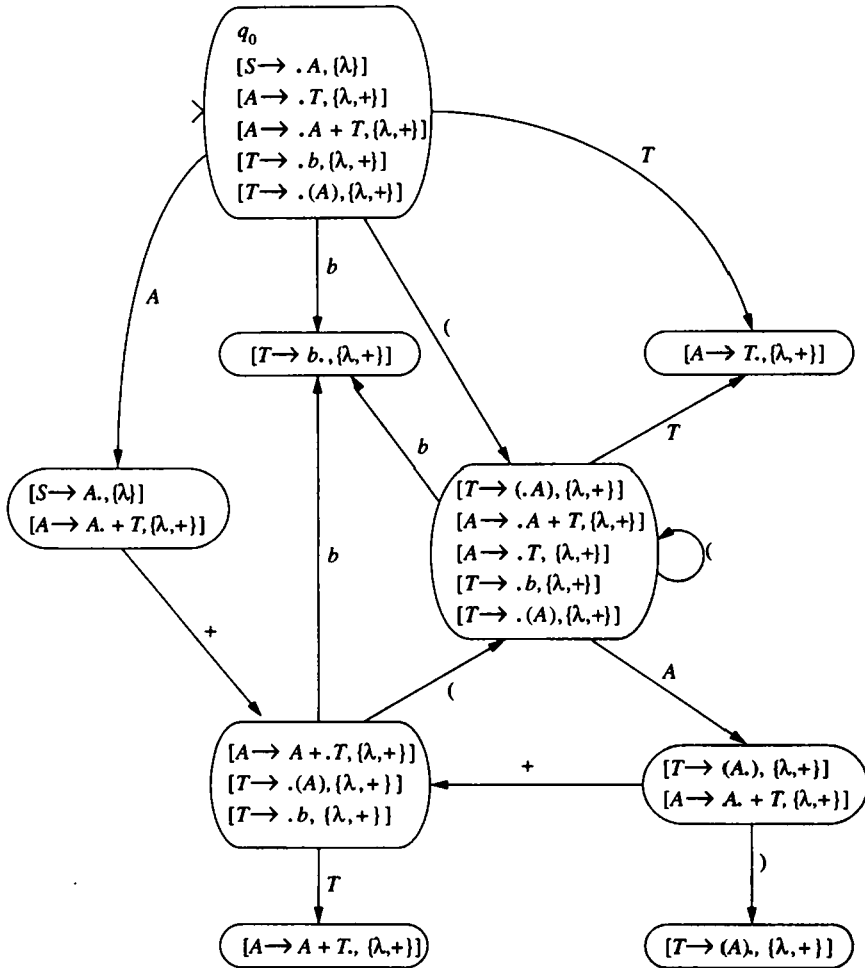 q₀
[S → . A, {λ}]
[A → . T, {λ, +}]
[A → . A + T, {λ, +}]
[T → . b, {λ, +}]
[T → . (A), {λ, +}]
T
A
b
(
[T → b., {λ, +}]
[A → T., {λ, +}]
b
T
[S → A., {λ}]
[A → A. + T, {λ, +}]
[T → (. A), {λ, +}]
[A → . A + T, {λ, +}]
[A → . T, {λ, +}]
[T → . b, {λ, +}]
[T → . (A), {λ, +}]
(
b
+
(
A
[A → A + . T, {λ, +}]
[T → . (A), {λ, +}]
[T → . b, {λ, +}]
+
[T → (A.), {λ, +}]
[A → A. + T, {λ, +}]
T
)
[A → A + T., {λ, +}]
[T → (A)., {λ, +}]